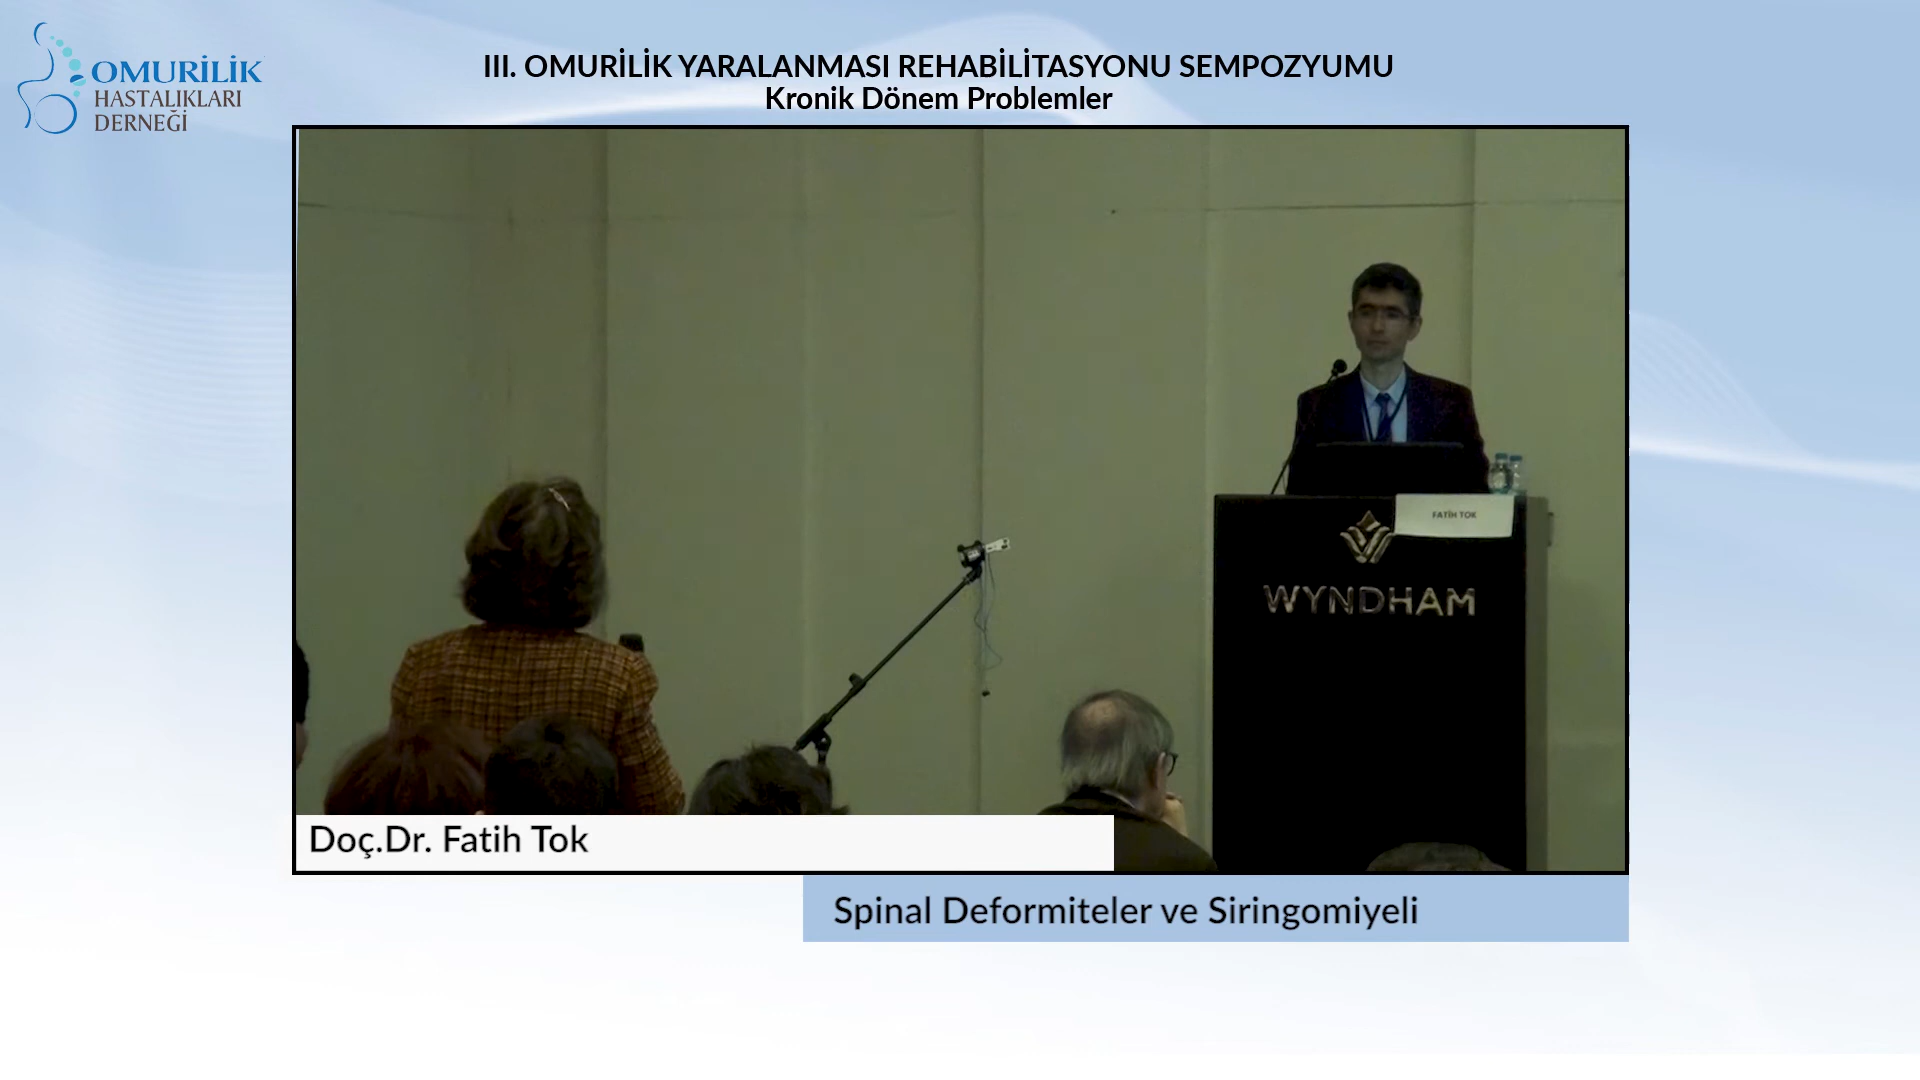 OMURİLİK
HASTALIKLARI
DERNEĞİ
III. OMURİLİK YARALANMASI REHABİLİTASYONU SEMPOZYUMU
Kronik Dönem Problemler
FATİH TOK
WYNDHAM
Doç.Dr. Fatih Tok
Spinal Deformiteler ve Siringomiyeli